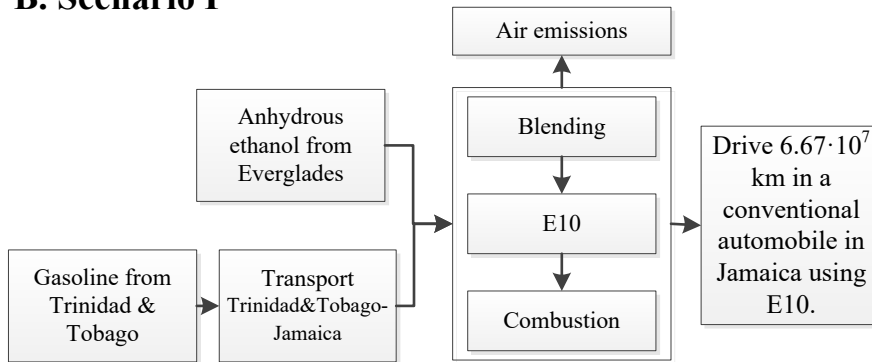 B. Scenario I
Air emissions
Anhydrous
ethanol from
Everglades
Blending
E10
Combustion
Gasoline from
Trinidad &
Tobago
Transport
Trinidad&Tobago-
Jamaica
Drive 6.67·10⁷
km in a
conventional
automobile in
Jamaica using
E10.